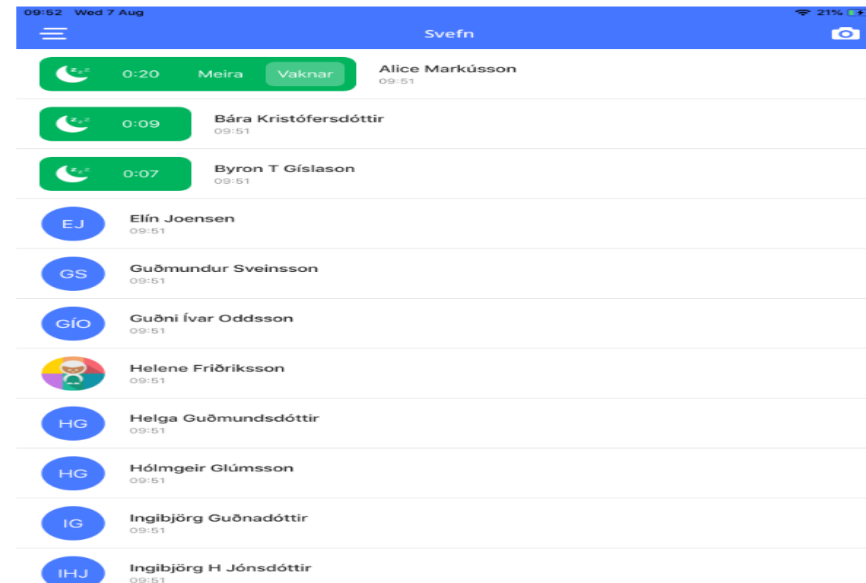 09:52 Wed 7 Aug 21%
Svefn
0:20 Meira Vaknar Alice Markússon
09:51
0:09 Bára Kristófersdóttir
09:51
0:07 Byron T Gíslason
09:51
EJ Elín Joensen
09:51
GS Guðmundur Sveinsson
09:51
GÍO Guðni Ívar Oddsson
09:51
Helene Friðriksson
09:51
HG Helga Guðmundsdóttir
09:51
HG Hólmgeir Glúmsson
09:51
IG Ingibjörg Guðnadóttir
09:51
IHJ Ingibjörg H Jónsdóttir
09:51